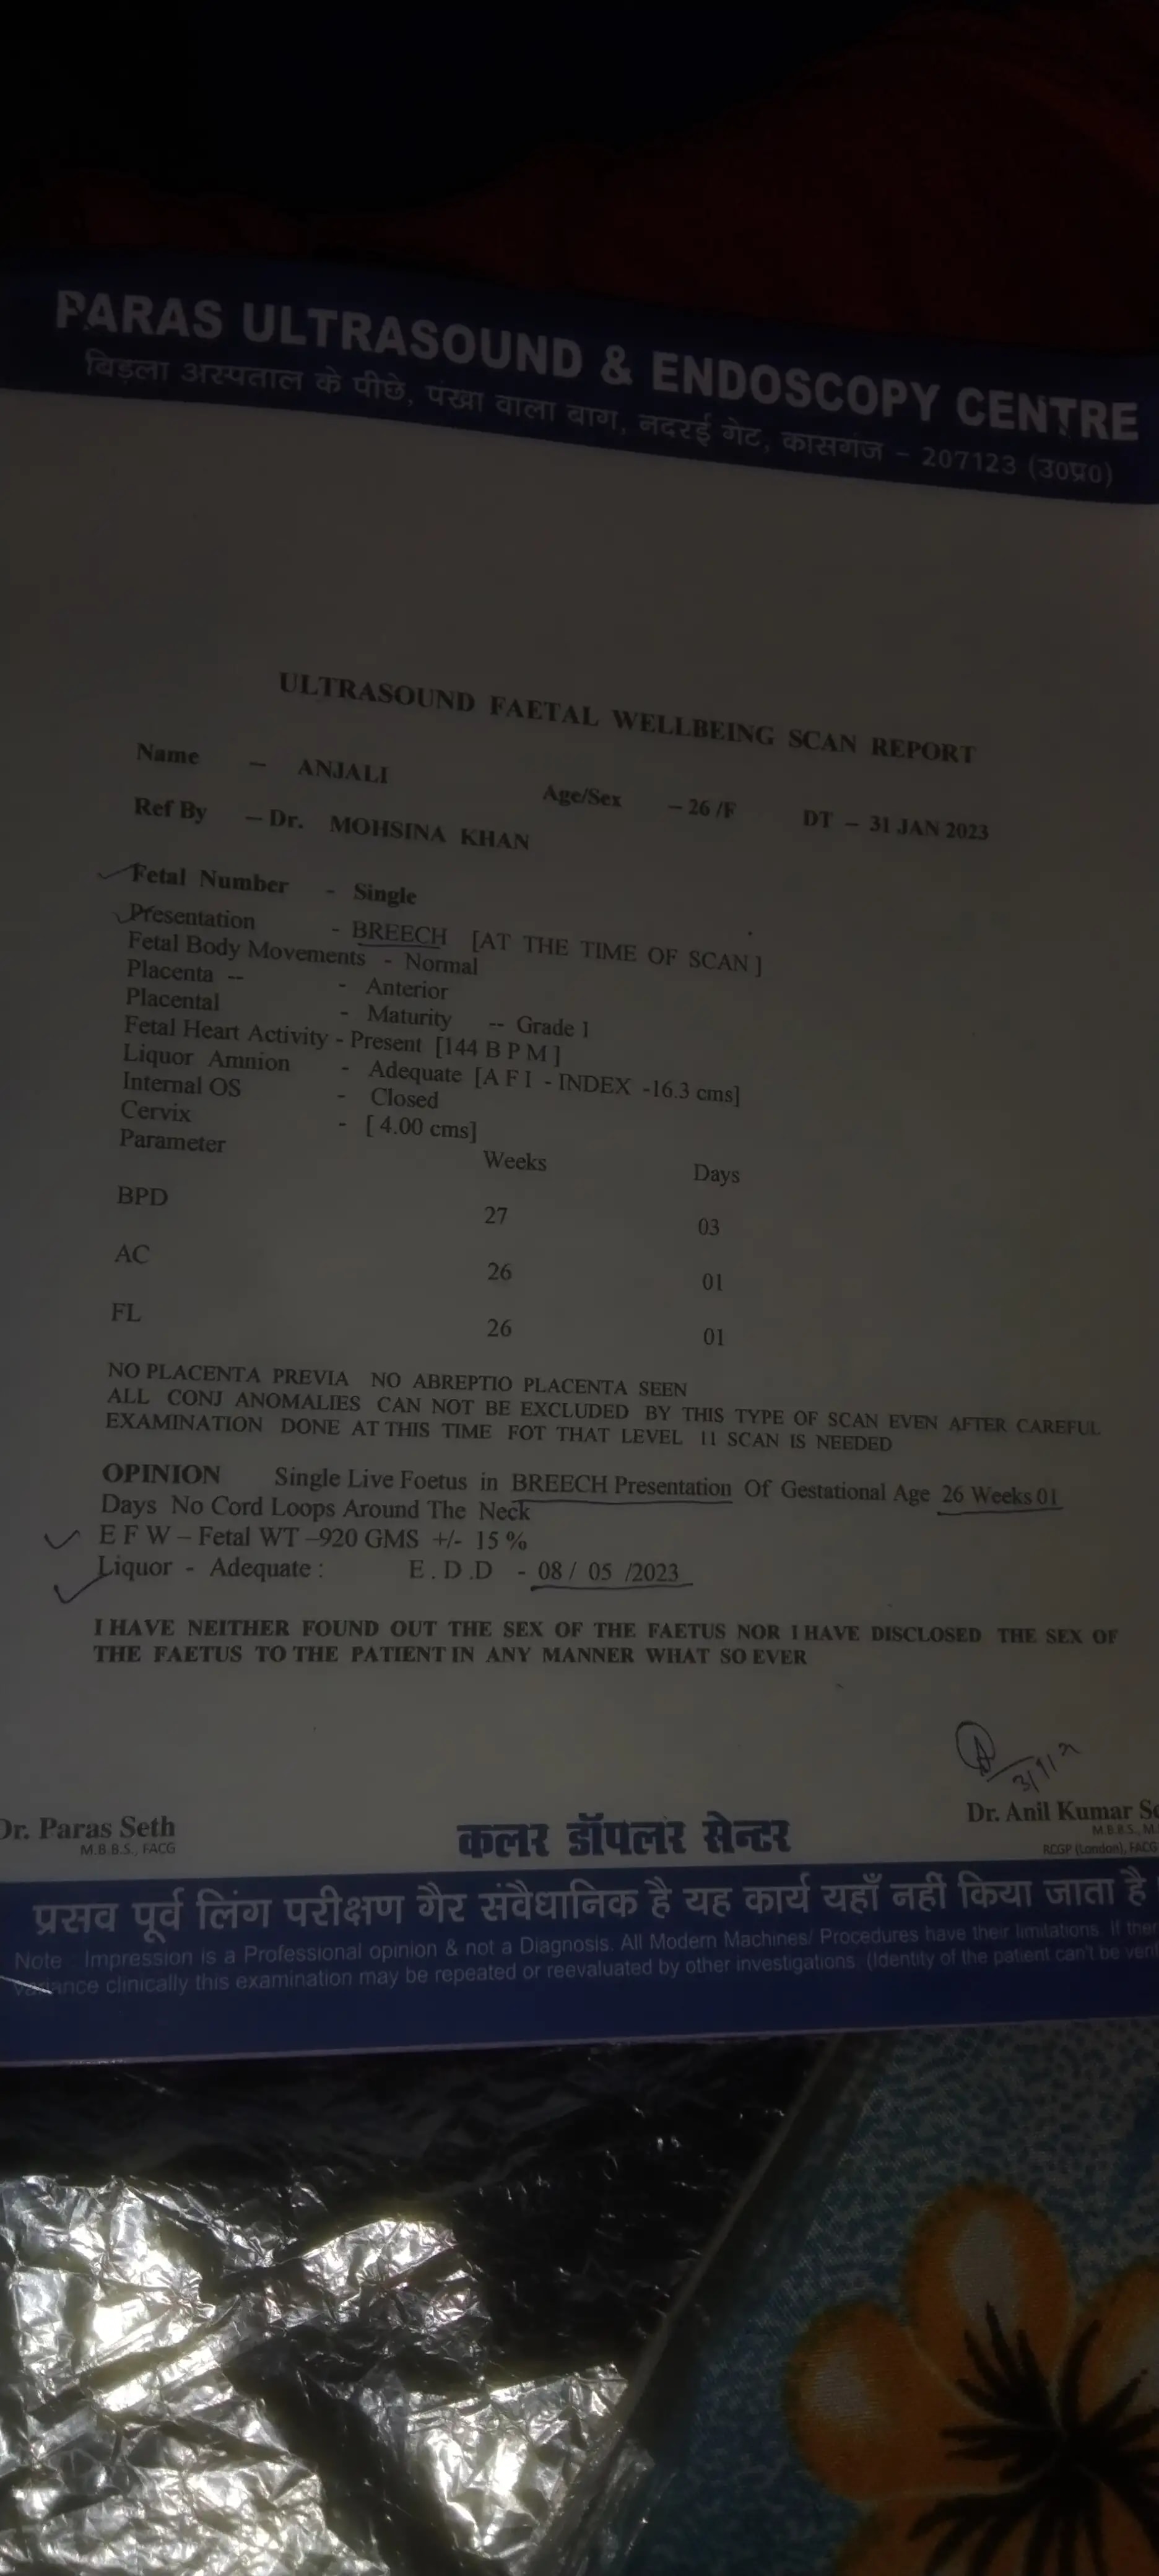 PARAS ULTRASOUND & ENDOSCOPY CENTRE
बिड़ला अस्पताल के पीछे, पंखा वाला बाग, नदरई गेट, कासगंज - 207123 (उ0प्र0)
ULTRASOUND FAETAL WELLBEING SCAN REPORT
Name - ANJALI Age/Sex - 26 /F DT - 31 JAN 2023
Ref By - Dr. MOHSINA KHAN
Fetal Number - Single
Presentation - BREECH [AT THE TIME OF SCAN]
Fetal Body Movements - Normal
Placenta -- - Anterior
Placental - Maturity -- Grade I
Fetal Heart Activity - Present [144 B P M]
Liquor Amnion - Adequate [A F I - INDEX -16.3 cms]
Internal OS - Closed
Cervix - [ 4.00 cms]
Parameter Weeks Days
BPD 27 03
AC 26 01
FL 26 01
NO PLACENTA PREVIA NO ABREPTIO PLACENTA SEEN
ALL CONJ ANOMALIES CAN NOT BE EXCLUDED BY THIS TYPE OF SCAN EVEN AFTER CAREFUL
EXAMINATION DONE AT THIS TIME FOT THAT LEVEL 11 SCAN IS NEEDED
OPINION Single Live Foetus in BREECH Presentation Of Gestational Age 26 Weeks 01
Days No Cord Loops Around The Neck
E F W - Fetal WT -920 GMS +/- 15 %
Liquor - Adequate : E . D .D - 08 / 05 /2023
I HAVE NEITHER FOUND OUT THE SEX OF THE FAETUS NOR I HAVE DISCLOSED THE SEX OF
THE FAETUS TO THE PATIENT IN ANY MANNER WHAT SO EVER
Dr. Paras Seth
M.B.B.S., FACG
कलर डॉपलर सेन्टर
Dr. Anil Kumar
M.B.B.S., M.
RCGP (London), FACG
प्रसव पूर्व लिंग परीक्षण गैर संवैधानिक है यह कार्य यहाँ नहीं किया जाता है
Note : Impression is a Professional opinion & not a Diagnosis. All Modern Machines/ Procedures have their limitations. If
variance clinically this examination may be repeated or reevaluated by other investigations. (Identity of the patient can't be